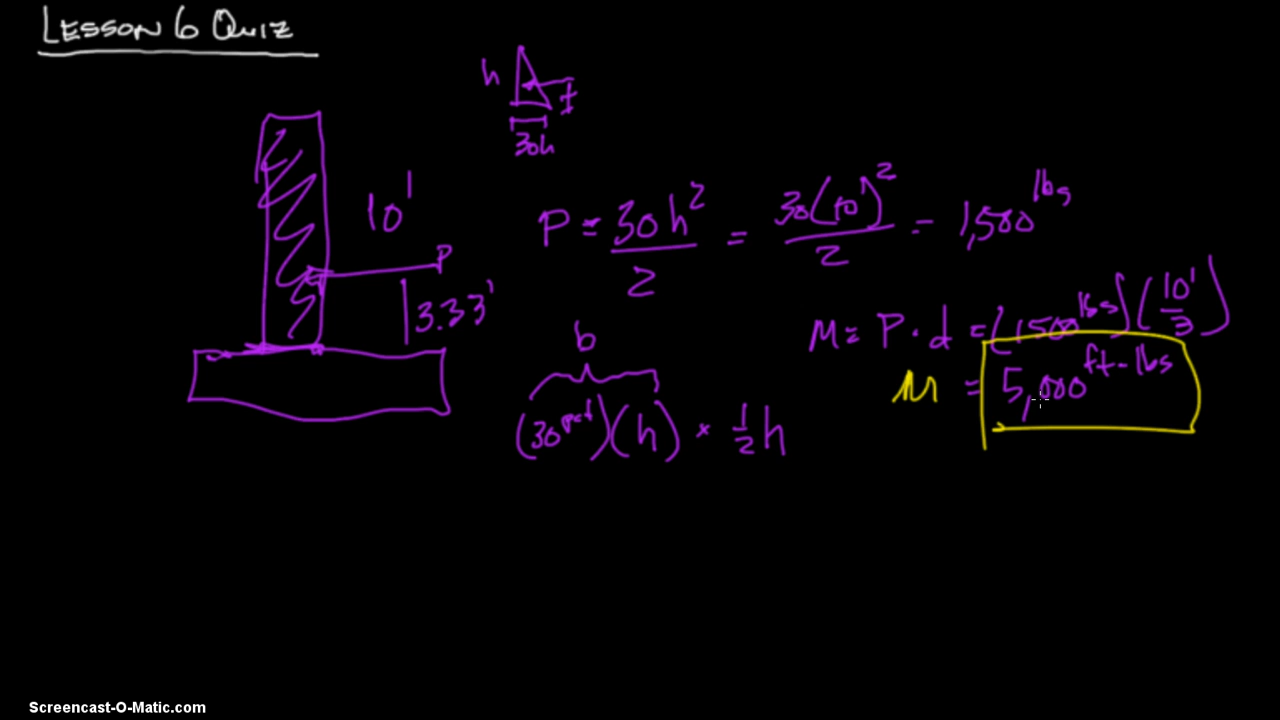 LESSON 6 QUIZ
h
30h
10'
P = 30h² / 2 = 30(10')² / 2 = 1,500 lbs
P
3.33'
M = P · d = (1500 lbs)(10'/3)
M = 5,000 ft-lbs
b
(30 pcf)(h) * 1/2 h
Screencast-O-Matic.com